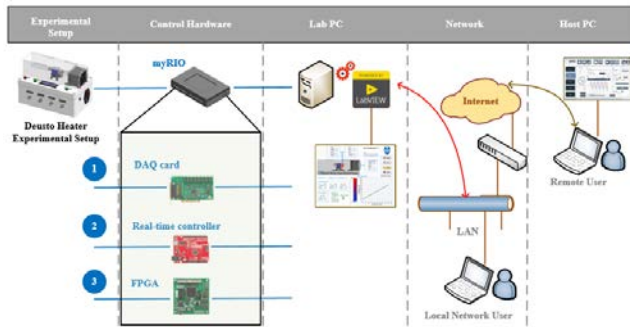 Experimental
Setup
Control Hardware
Lab PC
Network
Host PC
myRIO
LabVIEW
Internet
Deusto Heater
Experimental Setup
1
DAQ card
Remote User
2
Real-time controller
LAN
3
FPGA
Local Network User